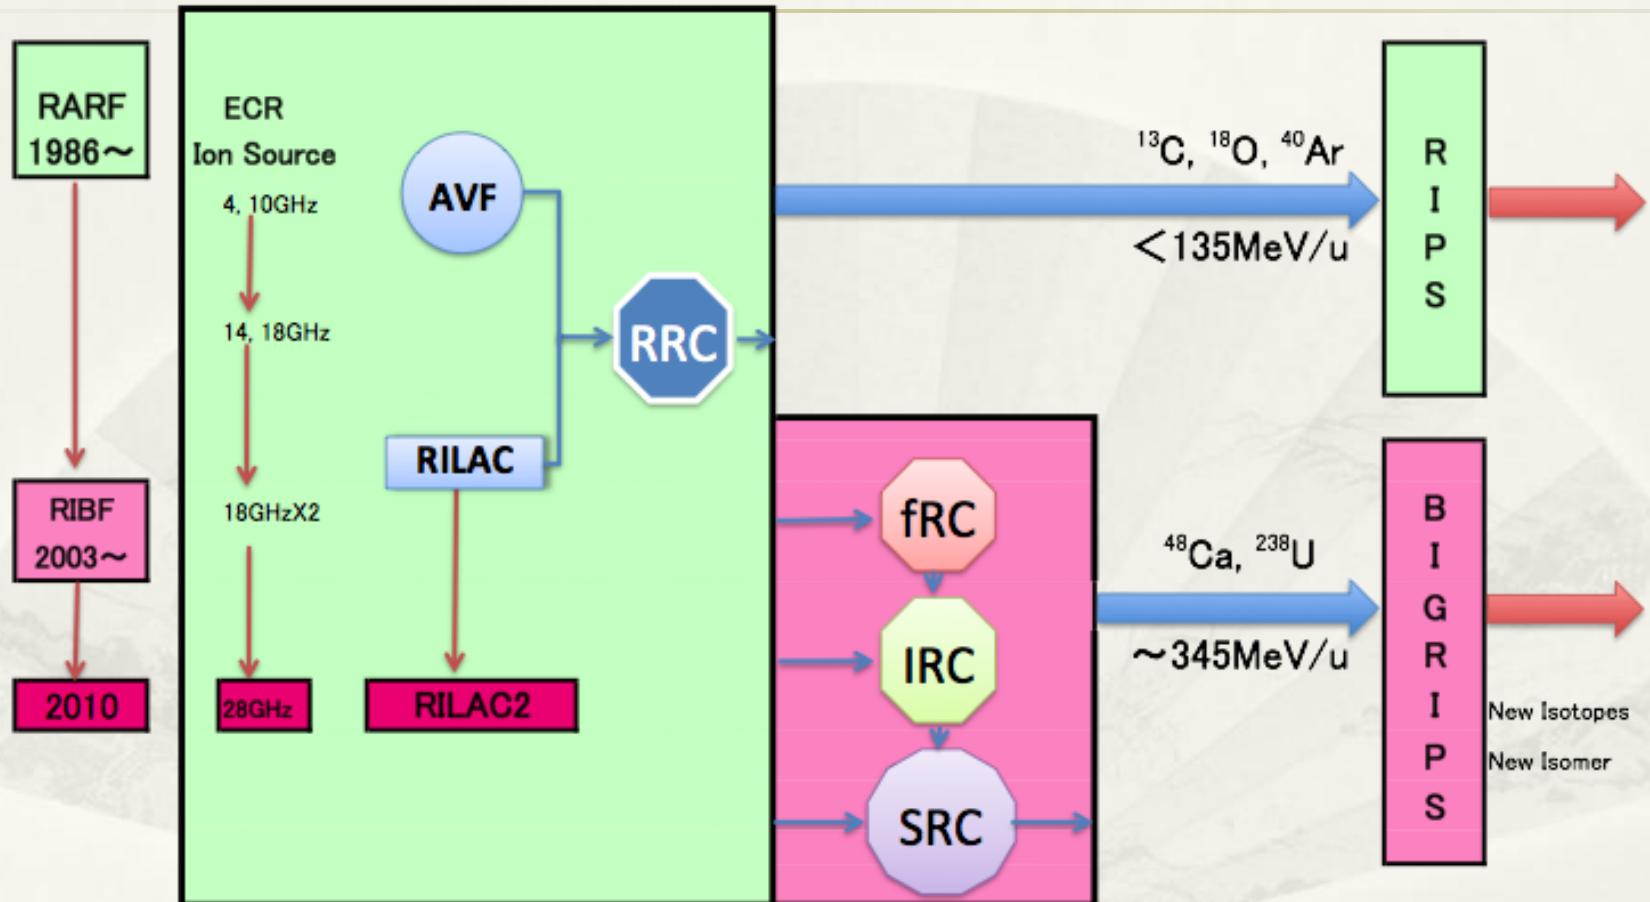 RARF
1986～
RIBF
2003～
2010
ECR
Ion Source
4, 10GHz
14, 18GHz
18GHzX2
28GHz
AVF
RRC
RILAC
RILAC2
fRC
IRC
SRC
¹³C, ¹⁸O, ⁴⁰Ar
＜135MeV/u
⁴⁸Ca, ²³⁸U
～345MeV/u
R
I
P
S
B
I
G
R
I
P
S
New Isotopes
New Isomer